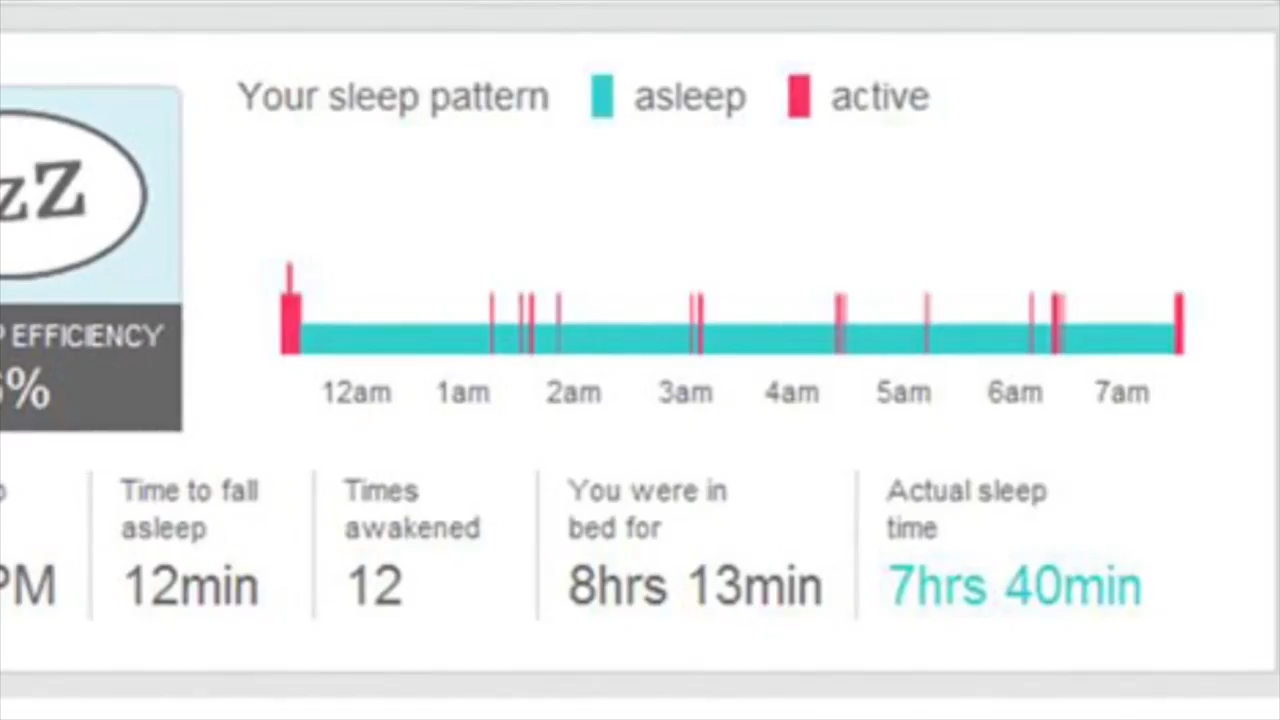 Your sleep pattern asleep active
zZ
EFFICIENCY
%
12am 1am 2am 3am 4am 5am 6am 7am
Time to fall
asleep
12min
Times
awakened
12
You were in
bed for
8hrs 13min
Actual sleep
time
7hrs 40min
PM